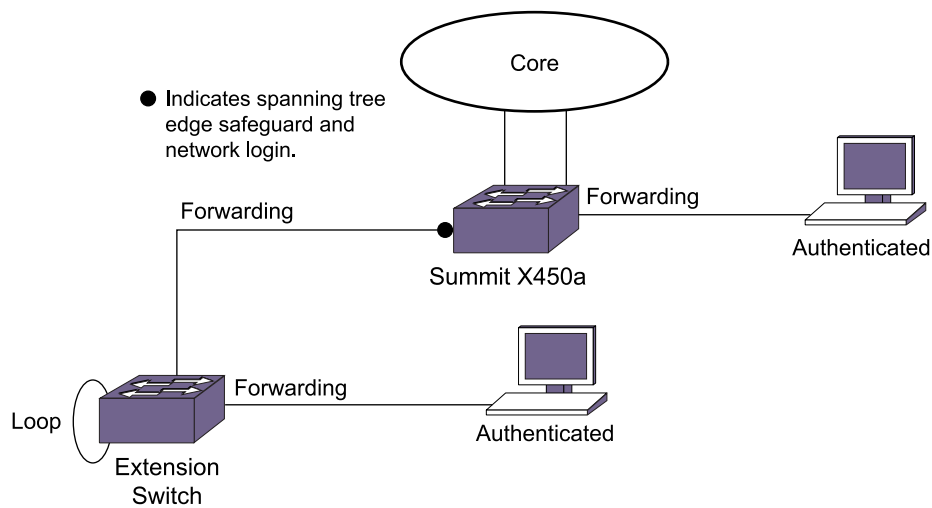 Core
Indicates spanning tree
edge safeguard and
network login.
Forwarding
Forwarding
Authenticated
Summit X450a
Forwarding
Authenticated
Loop
Extension
Switch